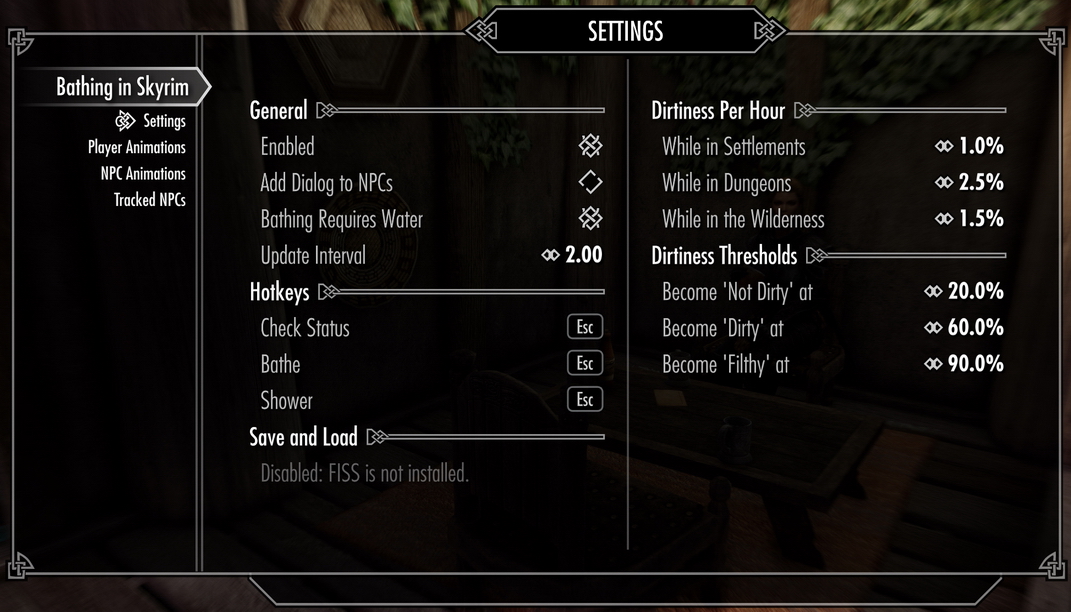 SETTINGS
Bathing in Skyrim
Settings
Player Animations
NPC Animations
Tracked NPCs
General
Enabled
Add Dialog to NPCs
Bathing Requires Water
Update Interval 2.00
Hotkeys
Check Status Esc
Bathe Esc
Shower Esc
Save and Load
Disabled: FISS is not installed.
Dirtiness Per Hour
While in Settlements 1.0%
While in Dungeons 2.5%
While in the Wilderness 1.5%
Dirtiness Thresholds
Become 'Not Dirty' at 20.0%
Become 'Dirty' at 60.0%
Become 'Filthy' at 90.0%